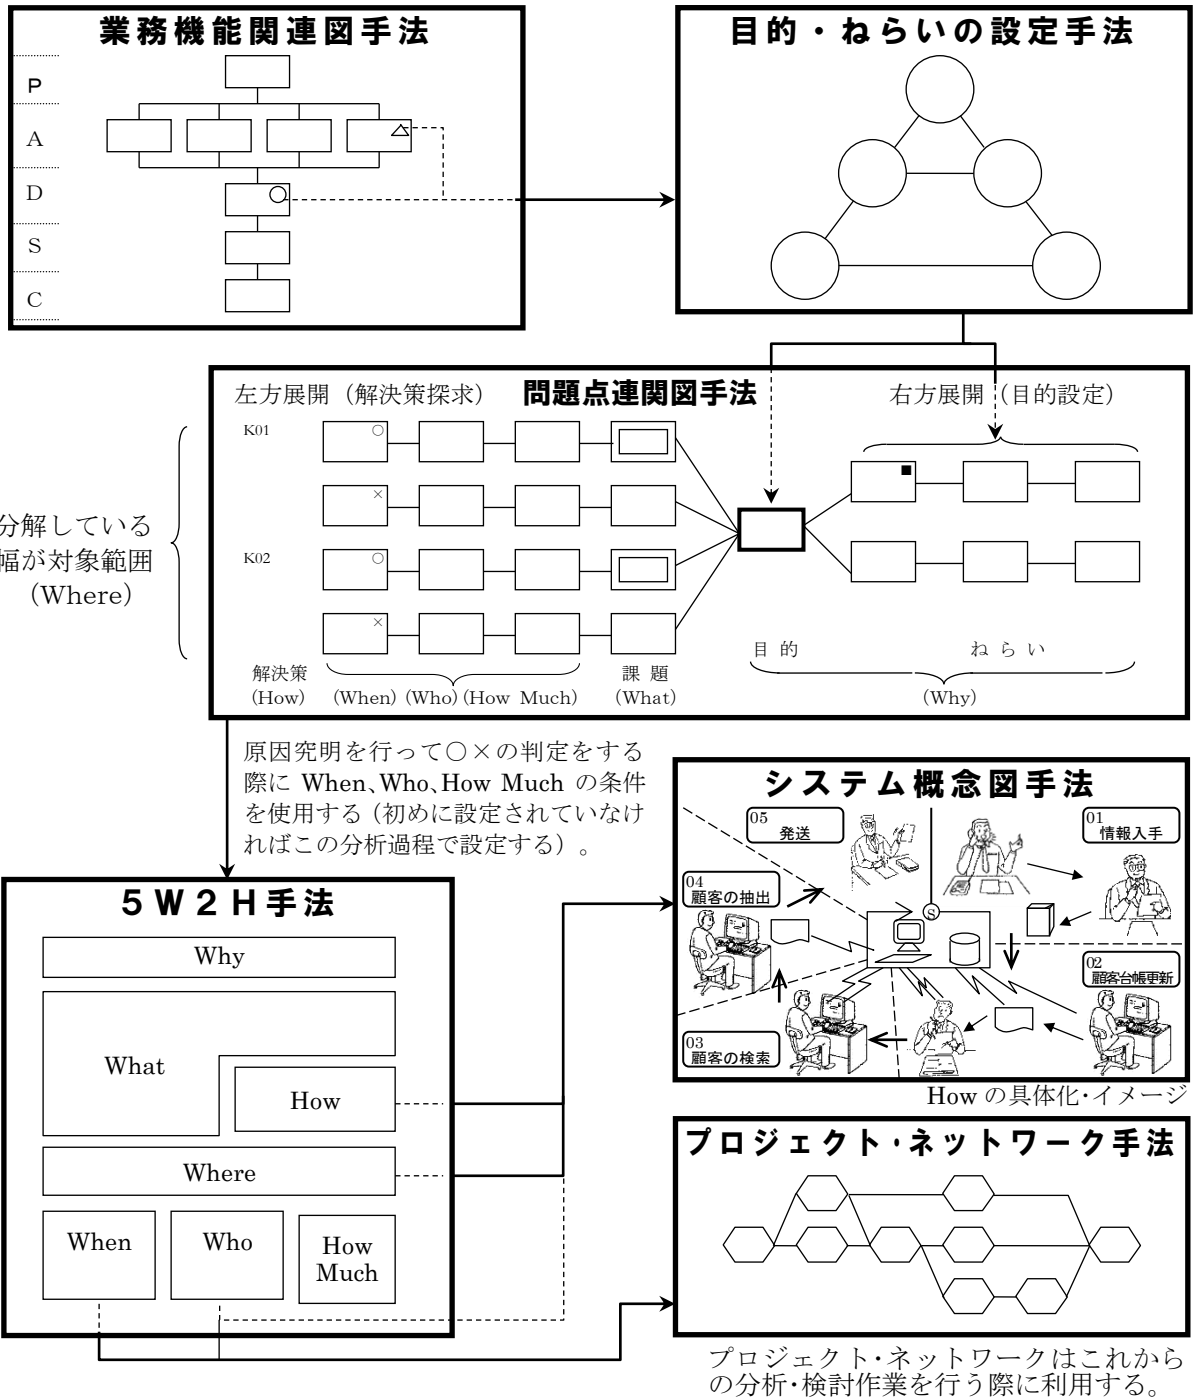 業務機能関連図手法
P
A
D
S
C
目的・ねらいの設定手法
左方展開（解決策探求）
問題点連関図手法
右方展開（目的設定）
K01
K02
分解している
幅が対象範囲
（Where）
解決策
(How)
(When) (Who) (How Much)
課題
(What)
目的
ねらい
(Why)
原因究明を行って○×の判定をする
際に When、Who、How Much の条件
を使用する（初めに設定されていなけ
ればこの分析過程で設定する）。
システム概念図手法
05
発送
01
情報入手
04
顧客の抽出
S
02
顧客台帳更新
03
顧客の検索
Howの具体化・イメージ
5W2H手法
Why
What
How
Where
When
Who
How
Much
プロジェクト・ネットワーク手法
プロジェクト・ネットワークはこれから
の分析・検討作業を行う際に利用する。